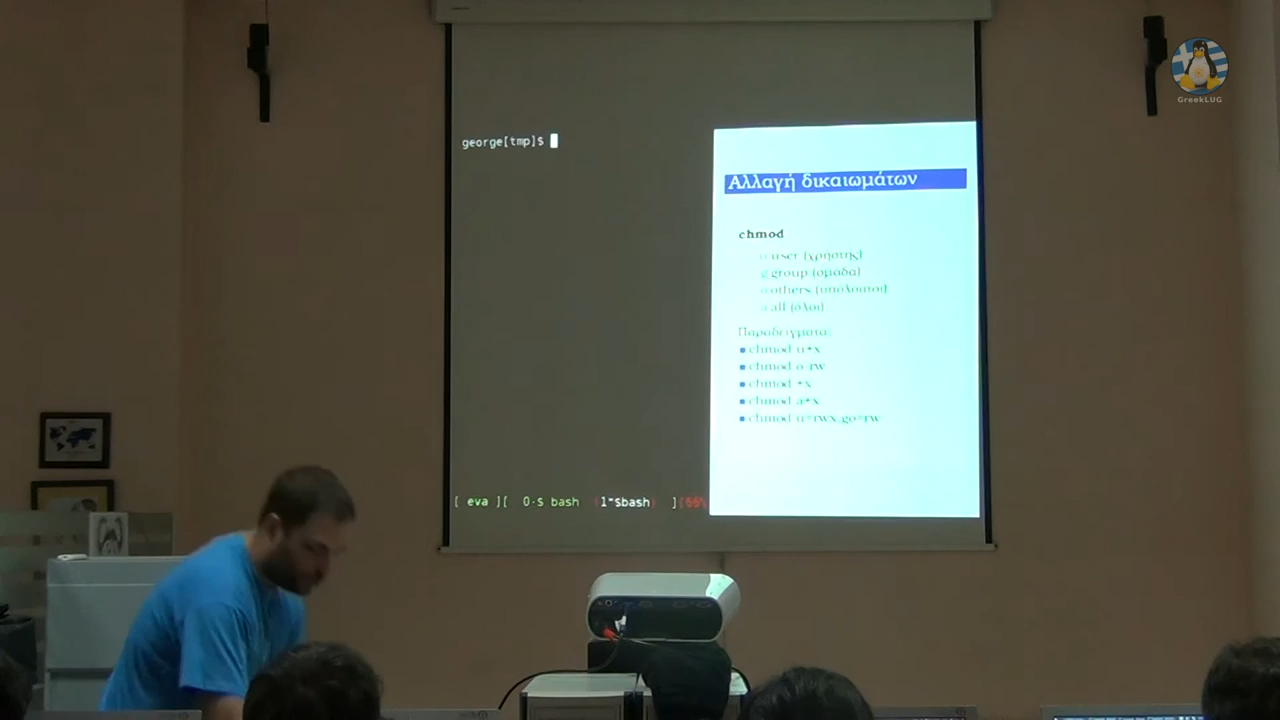 GreekLUG
george[tmp]$
Αλλαγή δικαιωμάτων
chmod
u user (χρήστης)
g group (ομάδα)
o others (υπόλοιποι)
a all (όλοι)
Παραδείγματα:
chmod u+x
chmod o-rw
chmod +x
chmod a+x
chmod u=rwx,go=rw
[ eva ][ 0-$ bash (1*$bash) ][